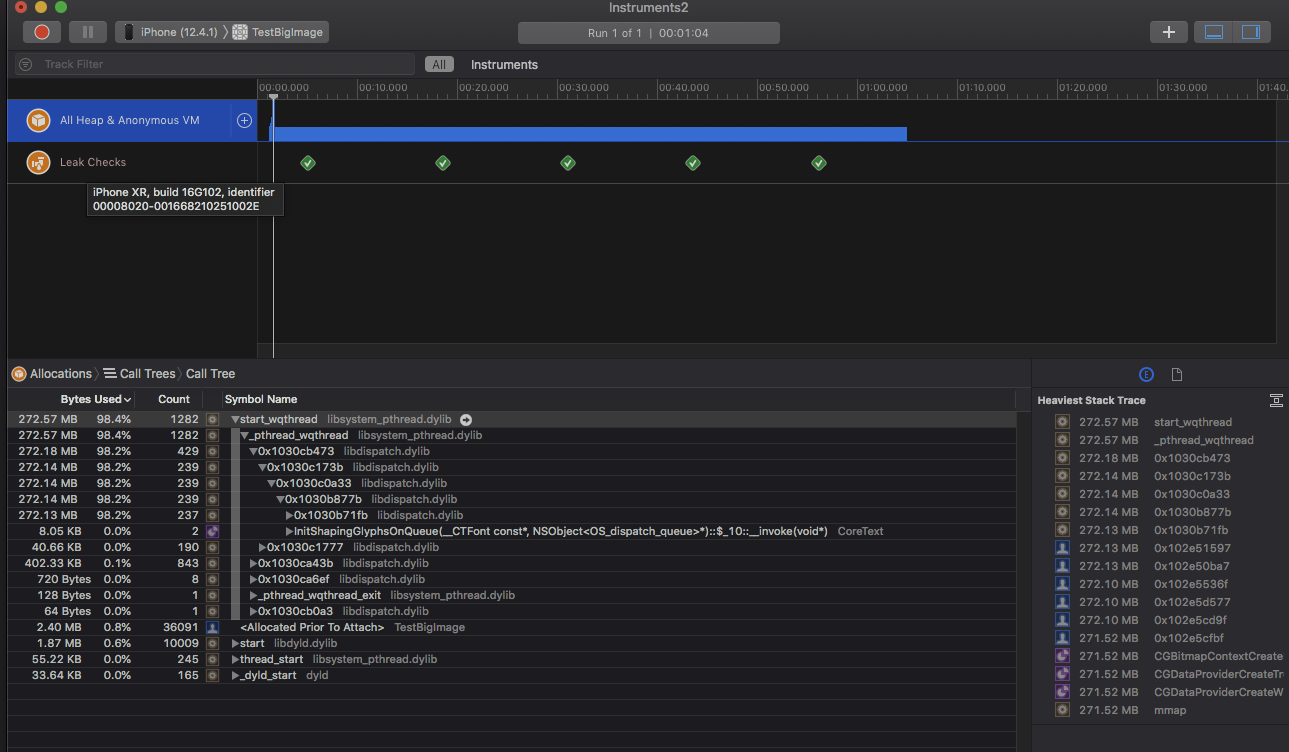 Instruments2
iPhone (12.4.1) 〉 TestBigImage
Run 1 of 1 | 00:01:04
Track Filter
All Instruments
00:00.000 00:10.000 00:20.000 00:30.000 00:40.000 00:50.000 01:00.000 01:10.000 01:20.000 01:30.000 01:40.
All Heap & Anonymous VM
Leak Checks
iPhone XR, build 16G102, identifier
00008020-001668210251002E
Allocations 〉 Call Trees 〉 Call Tree
Bytes Used Count Symbol Name
272.57 MB 98.4% 1282 start_wqthread libsystem_pthread.dylib
272.57 MB 98.4% 1282 _pthread_wqthread libsystem_pthread.dylib
272.18 MB 98.2% 429 0x1030cb473 libdispatch.dylib
272.14 MB 98.2% 239 0x1030c173b libdispatch.dylib
272.14 MB 98.2% 239 0x1030c0a33 libdispatch.dylib
272.14 MB 98.2% 239 0x1030b877b libdispatch.dylib
272.13 MB 98.2% 237 0x1030b71fb libdispatch.dylib
8.05 KB 0.0% 2 InitShapingGlyphsOnQueue(__CTFont const*, NSObject<OS_dispatch_queue>*)::$_10::__invoke(void*) CoreText
40.66 KB 0.0% 190 0x1030c1777 libdispatch.dylib
402.33 KB 0.1% 843 0x1030ca43b libdispatch.dylib
720 Bytes 0.0% 8 0x1030ca6ef libdispatch.dylib
128 Bytes 0.0% 1 _pthread_wqthread_exit libsystem_pthread.dylib
64 Bytes 0.0% 1 0x1030cb0a3 libdispatch.dylib
2.40 MB 0.8% 36091 <Allocated Prior To Attach> TestBigImage
1.87 MB 0.6% 10009 start libdyld.dylib
55.22 KB 0.0% 245 thread_start libsystem_pthread.dylib
33.64 KB 0.0% 165 _dyld_start dyld
E
Heaviest Stack Trace
272.57 MB start_wqthread
272.57 MB _pthread_wqthread
272.18 MB 0x1030cb473
272.14 MB 0x1030c173b
272.14 MB 0x1030c0a33
272.14 MB 0x1030b877b
272.13 MB 0x1030b71fb
272.13 MB 0x102e51597
272.13 MB 0x102e50ba7
272.10 MB 0x102e5536f
272.10 MB 0x102e5d577
272.10 MB 0x102e5cd9f
271.52 MB 0x102e5cfbf
271.52 MB CGBitmapContextCreate
271.52 MB CGDataProviderCreateTr
271.52 MB CGDataProviderCreateW
271.52 MB mmap